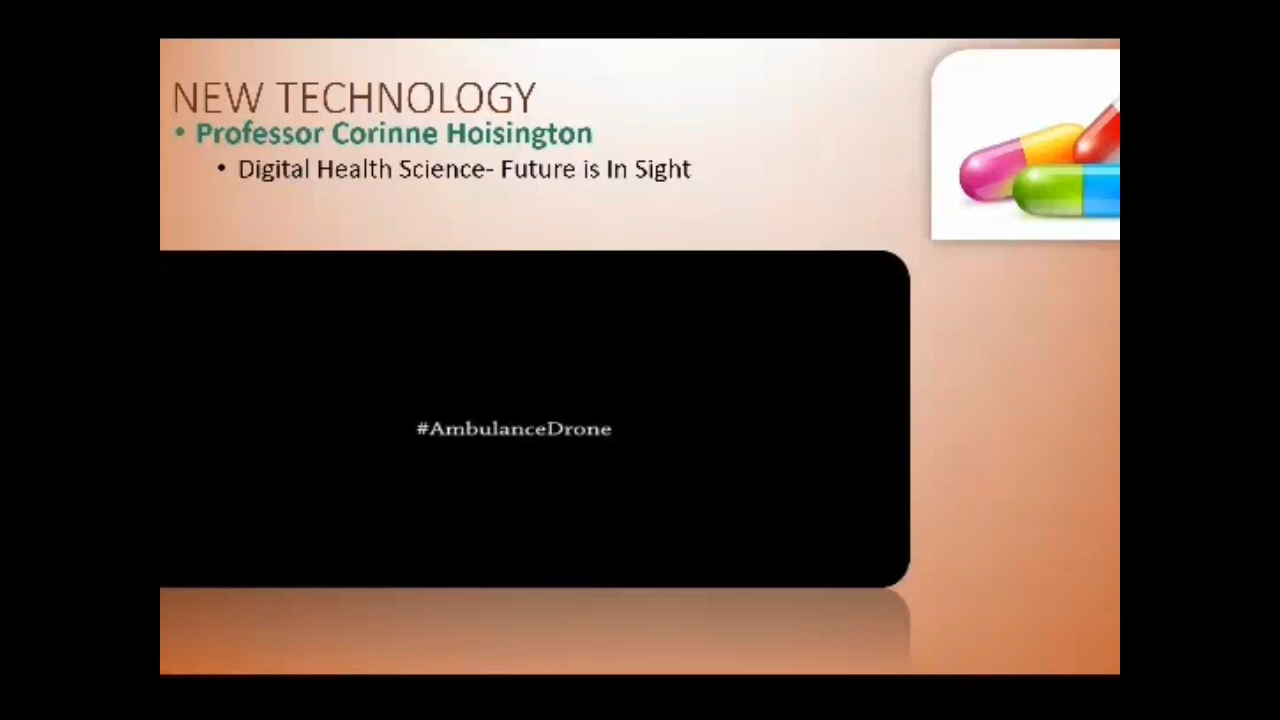 NEW TECHNOLOGY
• Professor Corinne Hoisington
• Digital Health Science- Future is In Sight
#AmbulanceDrone